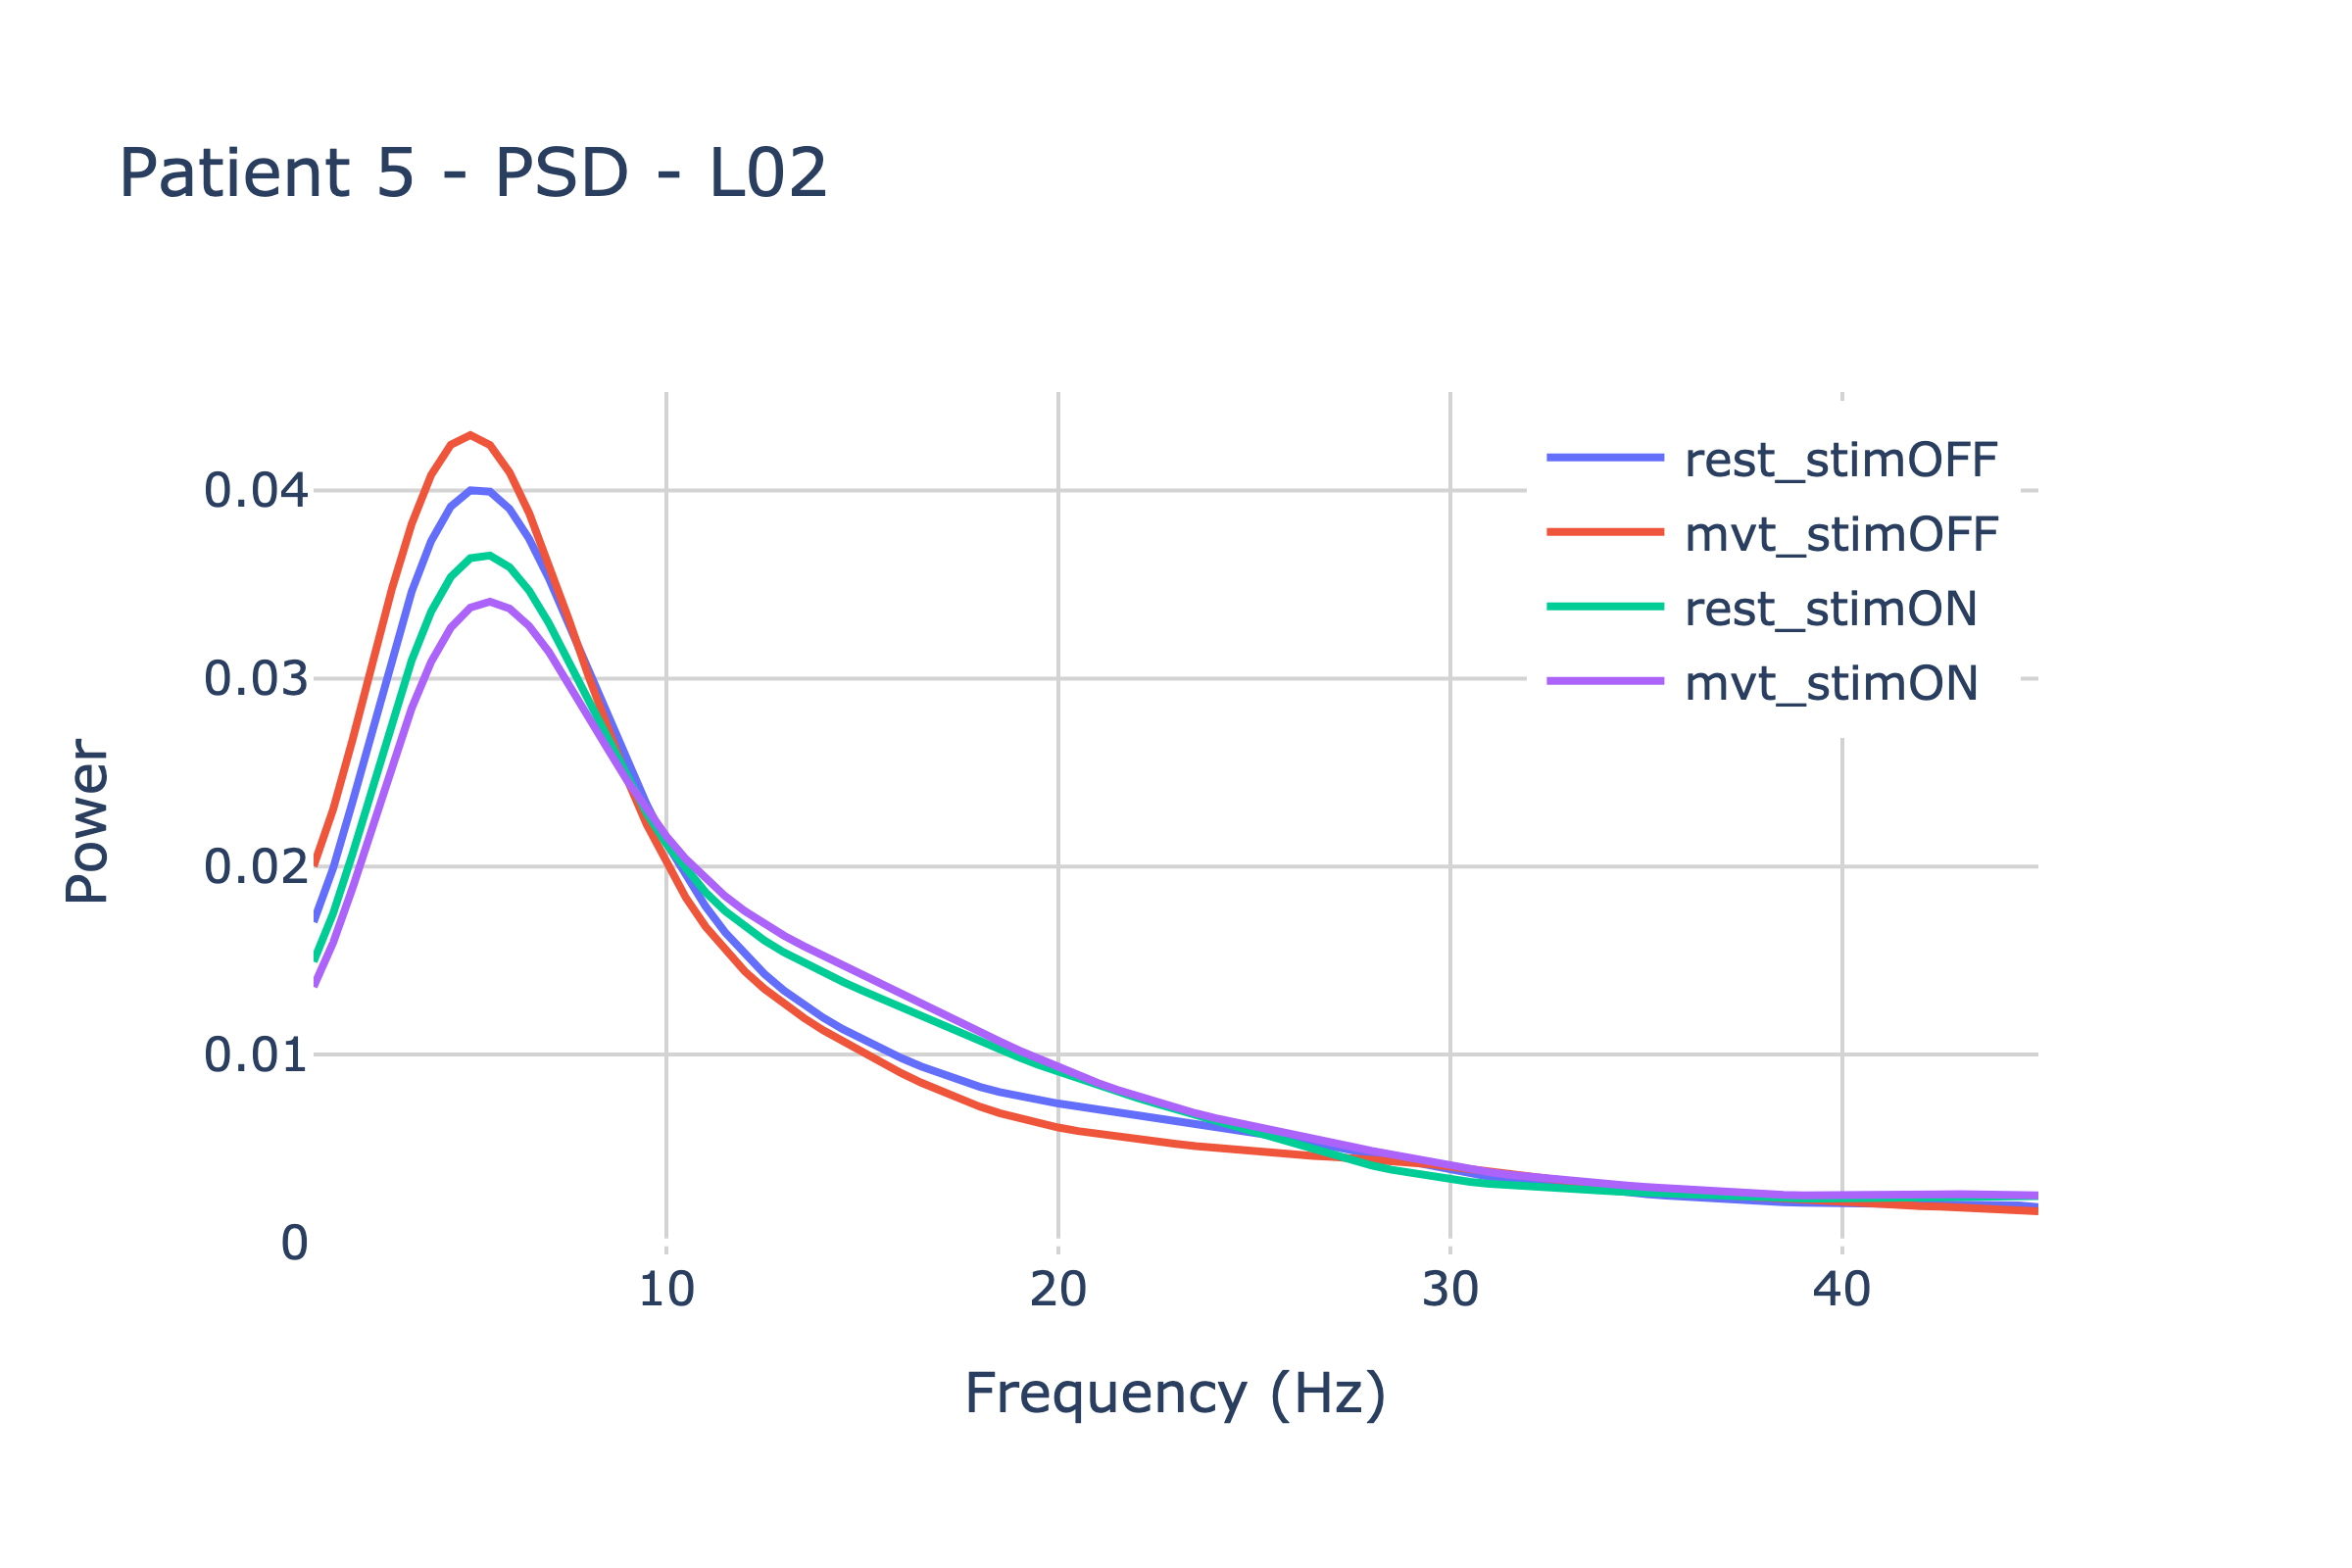 Patient 5 - PSD - L02
rest_stimOFF
mvt_stimOFF
rest_stimON
mvt_stimON
Power
0.04
0.03
0.02
0.01
0
10
20
30
40
Frequency (Hz)